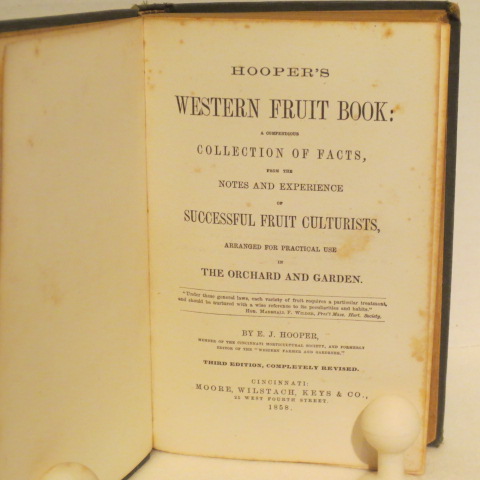 HOOPER'S
WESTERN FRUIT BOOK:
A COMPENDIOUS
COLLECTION OF FACTS,
FROM THE
NOTES AND EXPERIENCE
OF
SUCCESSFUL FRUIT CULTURISTS,
ARRANGED FOR PRACTICAL USE
IN
THE ORCHARD AND GARDEN.
"Under these general laws, each variety of fruit requires a particular treatment,
and should be nurtured with a wise reference to its peculiarities and habits."
Hon. Marshall P. Wilder, Pres't Mass. Hort. Society.
BY E. J. HOOPER,
MEMBER OF THE CINCINNATI HORTICULTURAL SOCIETY, AND FORMERLY
EDITOR OF THE "WESTERN FARMER AND GARDENER."
THIRD EDITION, COMPLETELY REVISED.
CINCINNATI:
MOORE, WILSTACH, KEYS & CO.,
25 WEST FOURTH STREET.
1858.